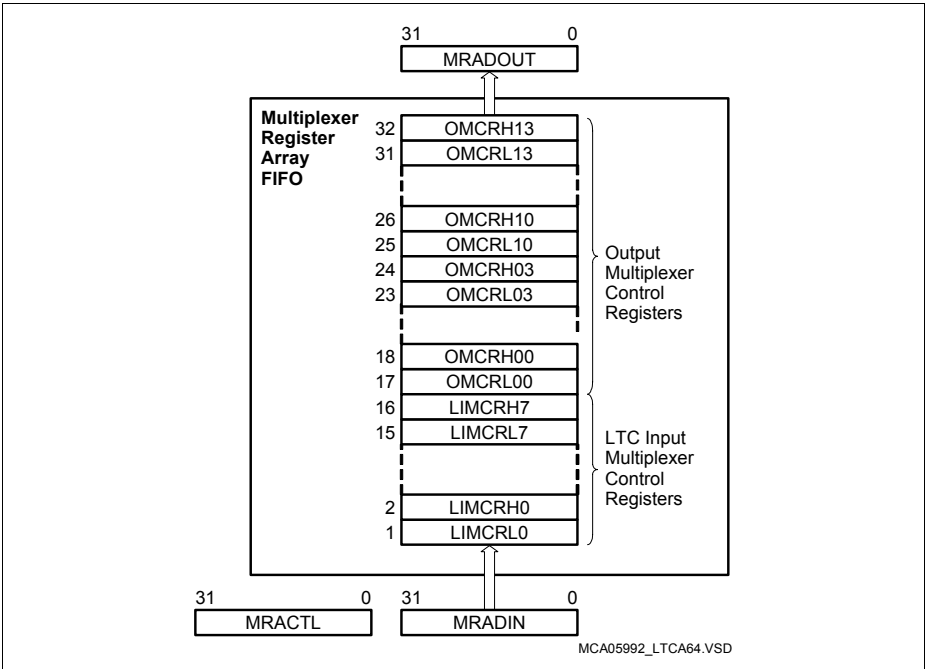 31 0
MRADOUT
Multiplexer
Register
Array
FIFO
32 OMCRH13
31 OMCRL13
26 OMCRH10
25 OMCRL10
24 OMCRH03
23 OMCRL03
Output
Multiplexer
Control
Registers
18 OMCRH00
17 OMCRL00
16 LIMCRH7
15 LIMCRL7
LTC Input
Multiplexer
Control
Registers
2 LIMCRH0
1 LIMCRL0
31 0 31 0
MRACTL MRADIN
MCA05992_LTCA64.VSD